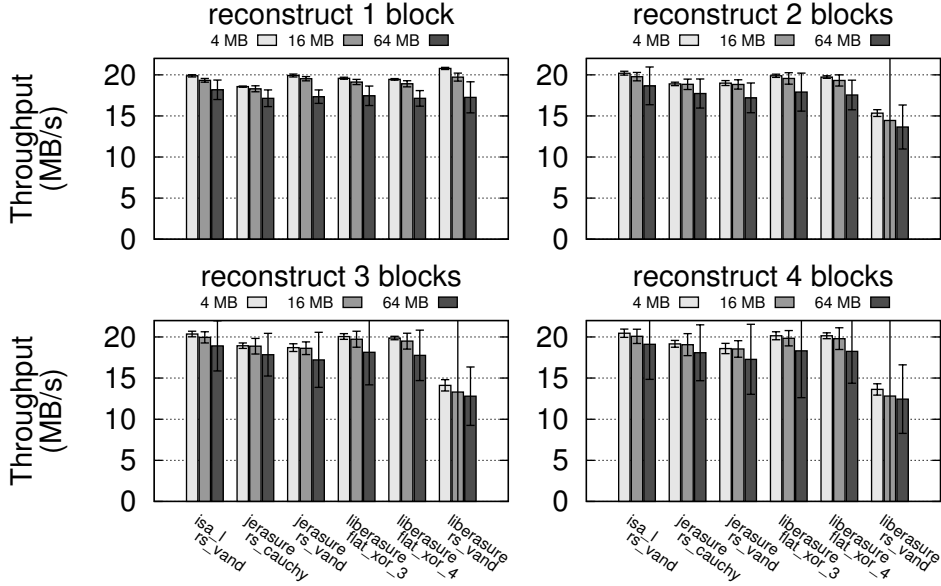 reconstruct 1 block
4 MB 16 MB 64 MB
Throughput
(MB/s)
20
15
10
5
0
reconstruct 2 blocks
4 MB 16 MB 64 MB
20
15
10
5
0
reconstruct 3 blocks
4 MB 16 MB 64 MB
Throughput
(MB/s)
20
15
10
5
0
isa_l
rs_vand
jerasure
rs_cauchy
jerasure
rs_vand
liberasure
flat_xor_3
liberasure
flat_xor_4
liberasure
rs_vand
reconstruct 4 blocks
4 MB 16 MB 64 MB
20
15
10
5
0
isa_l
rs_vand
jerasure
rs_cauchy
jerasure
rs_vand
liberasure
flat_xor_3
liberasure
flat_xor_4
liberasure
rs_vand